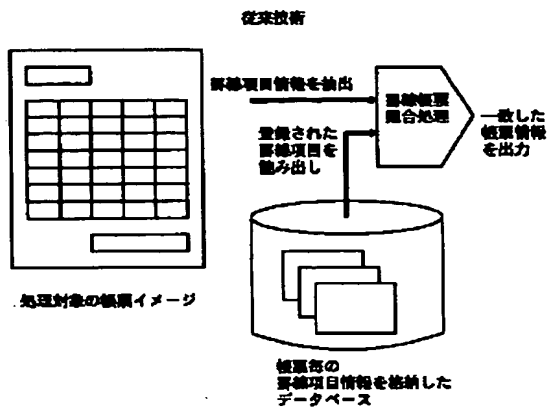 従来技術
罫線項目情報を抽出
罫線帳票
照合処理
一致した
帳票情報
を出力
登録された
罫線項目を
読み出し
処理対象の帳票イメージ
帳票毎の
罫線項目情報を格納した
データベース